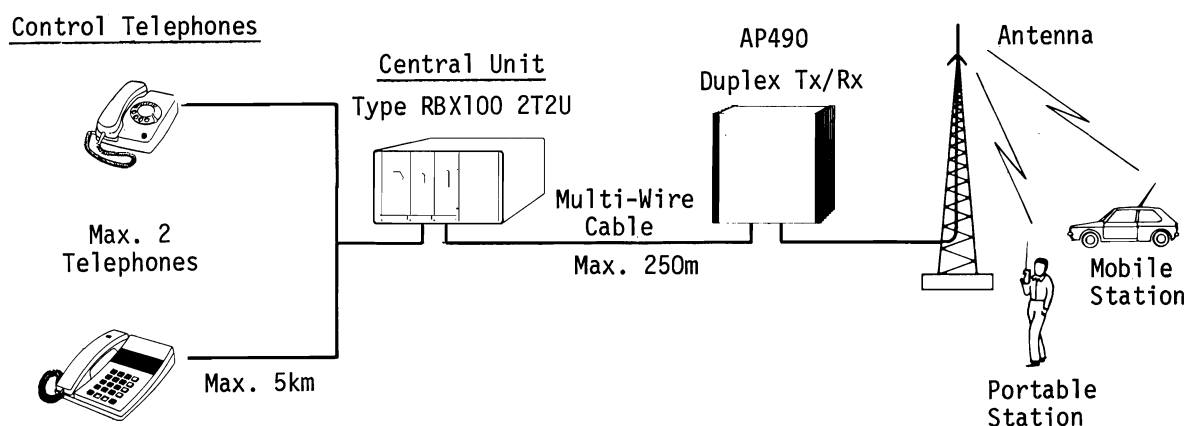 Control Telephones
Max. 2
Telephones
Max. 5km
Central Unit
Type RBX100 2T2U
Multi-Wire
Cable
Max. 250m
AP490
Duplex Tx/Rx
Antenna
Mobile
Station
Portable
Station